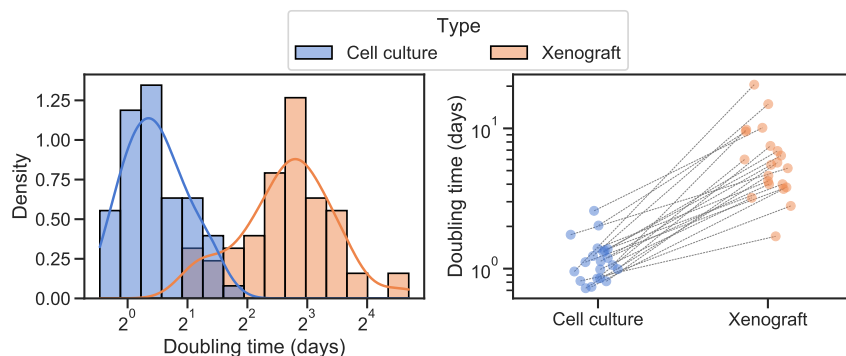 Type
Cell culture Xenograft
Density
1.25
1.00
0.75
0.50
0.25
0.00
2^0 2^1 2^2 2^3 2^4
Doubling time (days)
Doubling time (days)
10^1
10^0
Cell culture Xenograft